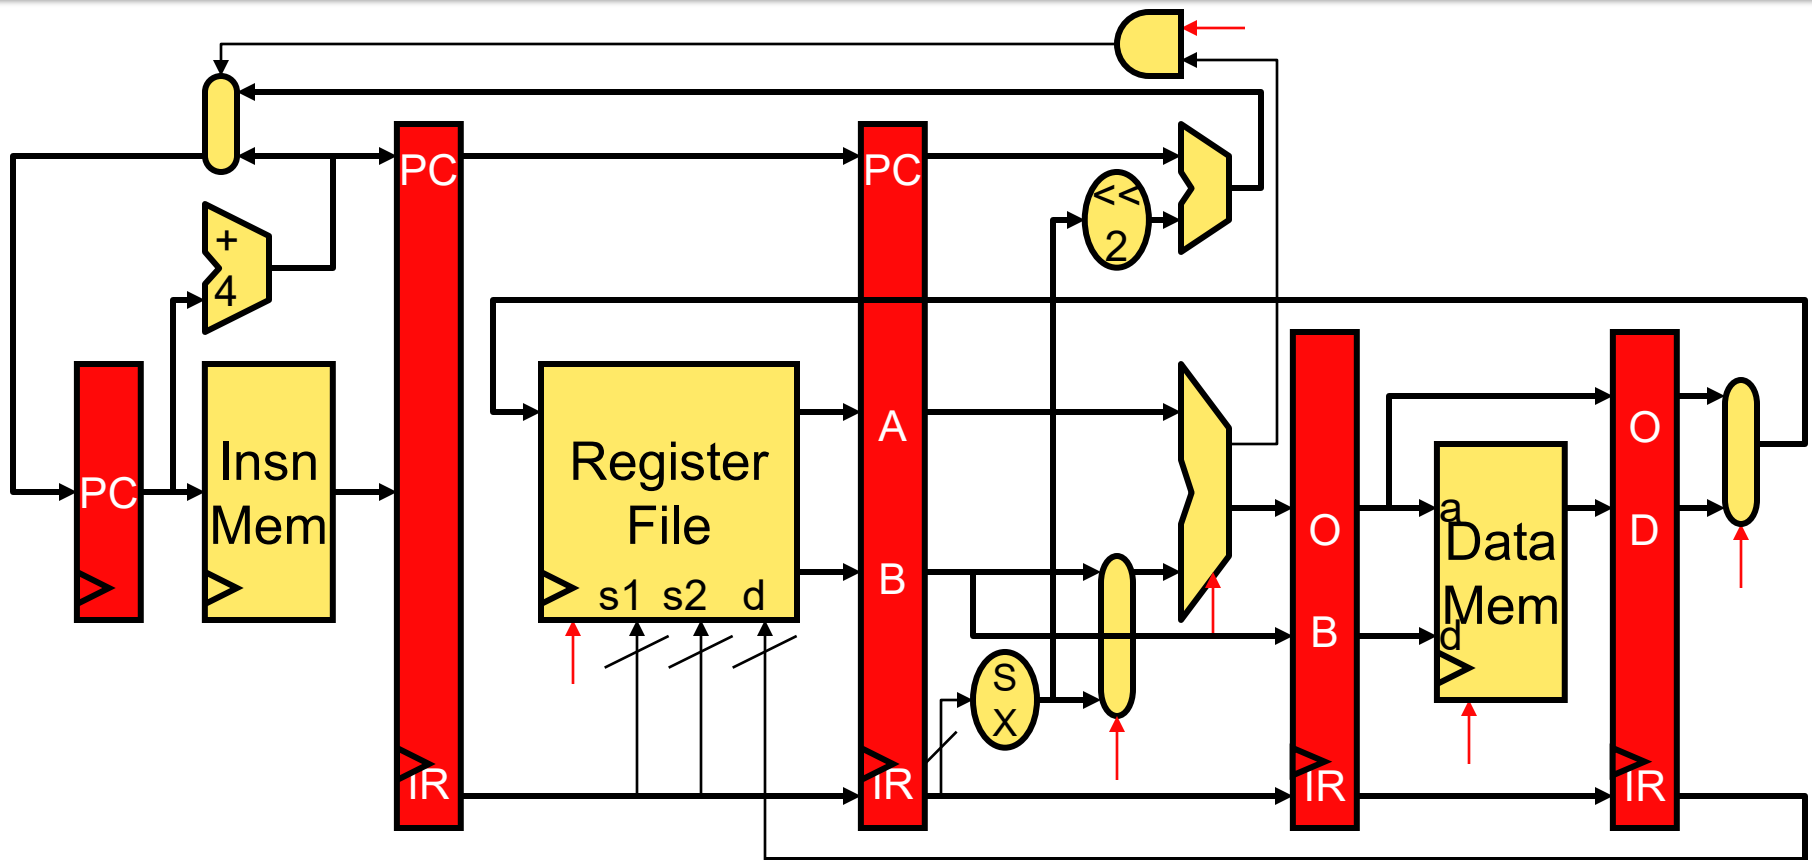 PC
PC
<<
2
+
4
A
O
Insn
Mem
Register
File
PC
a
O
D
Data
Mem
B
s1 s2 d
B
d
S
X
IR
IR
IR
IR